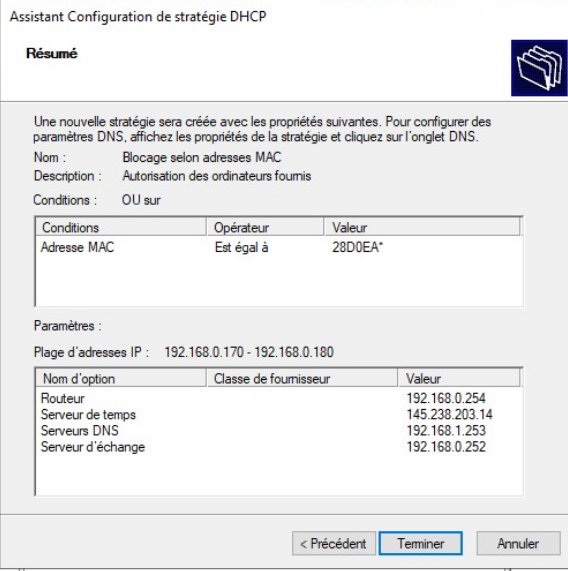 Assistant Configuration de stratégie DHCP
Résumé
Une nouvelle stratégie sera créée avec les propriétés suivantes. Pour configurer des
paramètres DNS, affichez les propriétés de la stratégie et cliquez sur l'onglet DNS.
Nom : Blocage selon adresses MAC
Description : Autorisation des ordinateurs fournis
Conditions : OU sur
Conditions Opérateur Valeur
Adresse MAC Est égal à 28D0EA*
Paramètres :
Plage d'adresses IP : 192.168.0.170 - 192.168.0.180
Nom d'option Classe de fournisseur Valeur
Routeur 192.168.0.254
Serveur de temps 145.238.203.14
Serveurs DNS 192.168.1.253
Serveur d'échange 192.168.0.252
< Précédent Terminer Annuler